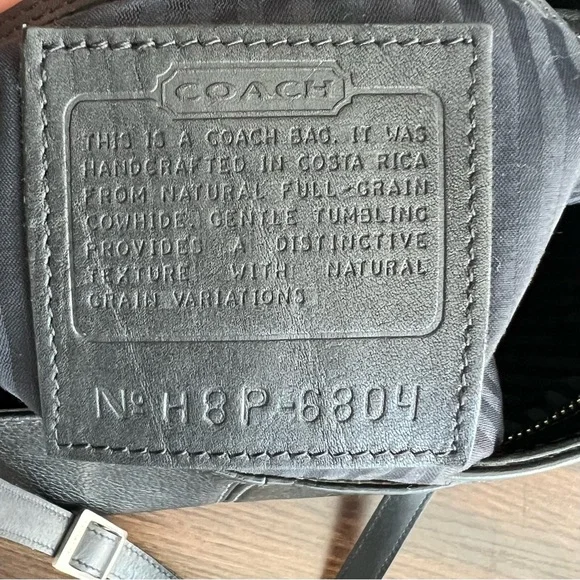 COACH
THIS IS A COACH BAG. IT WAS
HANDCRAFTED IN COSTA RICA
FROM NATURAL FULL-GRAIN
COWHIDE. GENTLE TUMBLING
PROVIDES A DISTINCTIVE
TEXTURE WITH NATURAL
GRAIN VARIATIONS
No H8P-6804